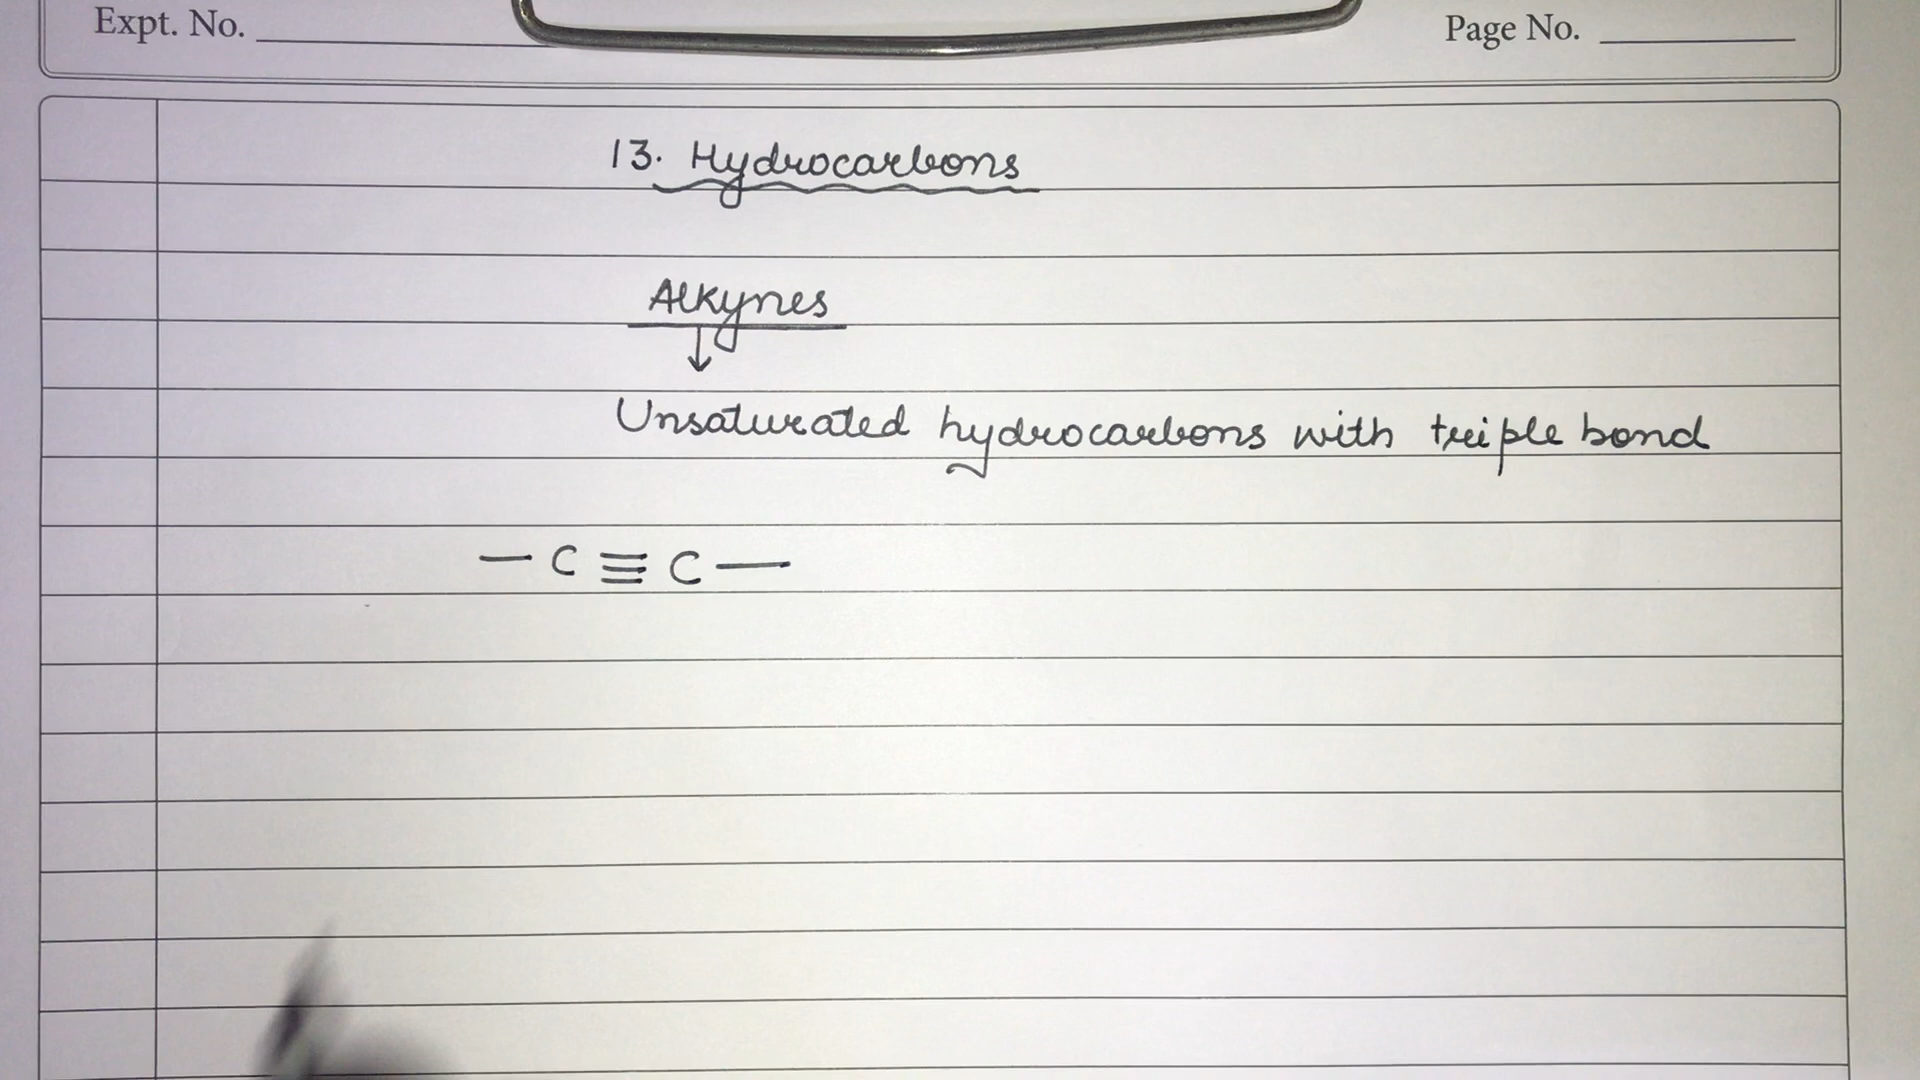 Expt. No.
Page No.
13. Hydrocarbons
Alkynes
↓
Unsaturated hydrocarbons with triple bond
— C ≡ C —